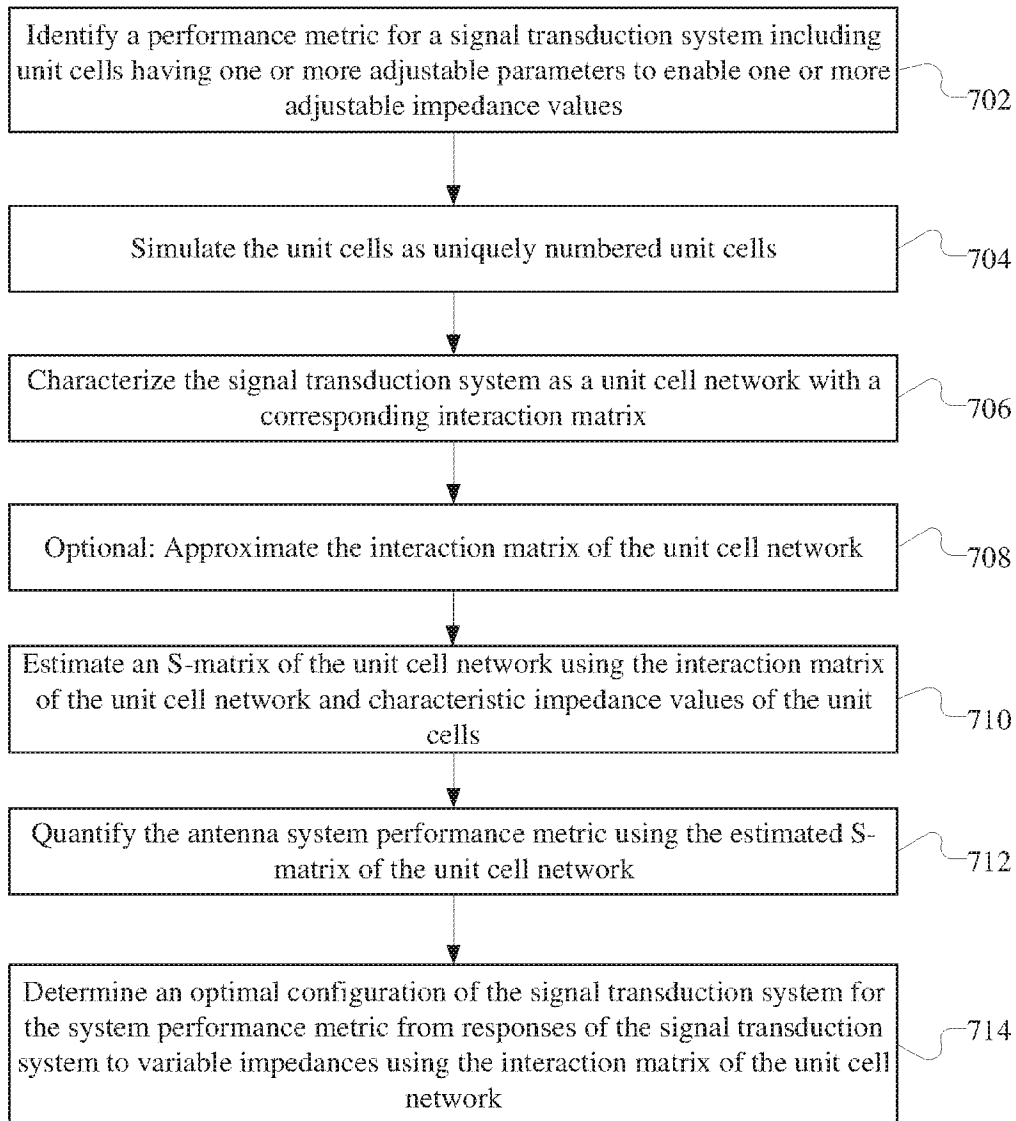 Identify a performance metric for a signal transduction system including
unit cells having one or more adjustable parameters to enable one or more
adjustable impedance values
702
Simulate the unit cells as uniquely numbered unit cells
704
Characterize the signal transduction system as a unit cell network with a
corresponding interaction matrix
706
Optional: Approximate the interaction matrix of the unit cell network
708
Estimate an S-matrix of the unit cell network using the interaction matrix
of the unit cell network and characteristic impedance values of the unit
cells
710
Quantify the antenna system performance metric using the estimated S-
matrix of the unit cell network
712
Determine an optimal configuration of the signal transduction system for
the system performance metric from responses of the signal transduction
system to variable impedances using the interaction matrix of the unit cell
network
714